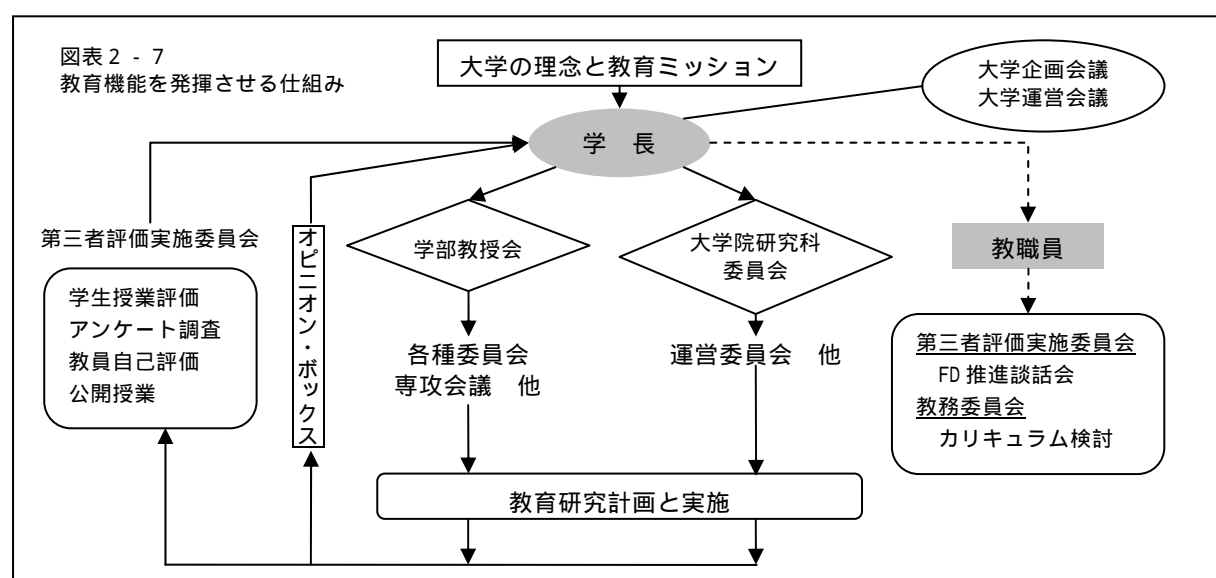 図表2-7
教育機能を発揮させる仕組み
大学の理念と教育ミッション
大学企画会議
大学運営会議
学 長
第三者評価実施委員会
学生授業評価
アンケート調査
教員自己評価
公開授業
オピニオン・ボックス
学部教授会
大学院研究科
委員会
教職員
各種委員会
専攻会議 他
運営委員会 他
第三者評価実施委員会
FD推進談話会
教務委員会
カリキュラム検討
教育研究計画と実施